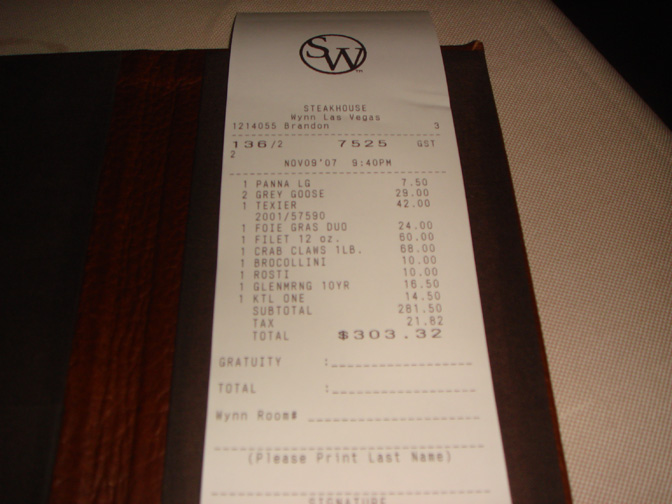 SW
STEAKHOUSE
Wynn Las Vegas
1214055 Brandon 3
136/2 7525 GST
2
NOV09'07 9:40PM
1 PANNA LG 7.50
2 GREY GOOSE 29.00
1 TEXIER 42.00
2001/57590
1 FOIE GRAS DUO 24.00
1 FILET 12 oz. 60.00
1 CRAB CLAWS 1LB. 68.00
1 BROCOLLINI 10.00
1 ROSTI 10.00
1 GLENMRNG 10YR 16.50
1 KTL ONE 14.50
SUBTOTAL 281.50
TAX 21.82
TOTAL $303.32
GRATUITY :
TOTAL :
Wynn Room#
(Please Print Last Name)
SIGNATURE